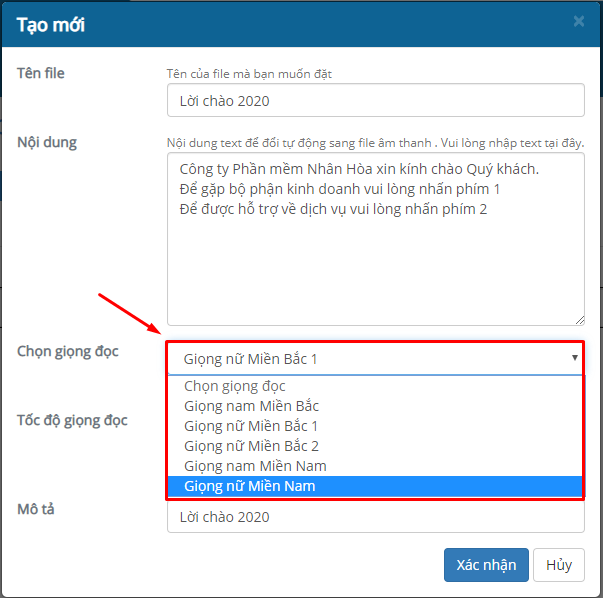 Tạo mới
×
Tên file
Tên của file mà bạn muốn đặt
Lời chào 2020
Nội dung
Nội dung text để đổi tự động sang file âm thanh . Vui lòng nhập text tại đây.
Công ty Phần mềm Nhân Hòa xin kính chào Quý khách.
Để gặp bộ phận kinh doanh vui lòng nhấn phím 1
Để được hỗ trợ về dịch vụ vui lòng nhấn phím 2
Chọn giọng đọc
Giọng nữ Miền Bắc 1
Chọn giọng đọc
Giọng nam Miền Bắc
Giọng nữ Miền Bắc 1
Giọng nữ Miền Bắc 2
Giọng nam Miền Nam
Giọng nữ Miền Nam
Tốc độ giọng đọc
Mô tả
Lời chào 2020
Xác nhận
Hủy